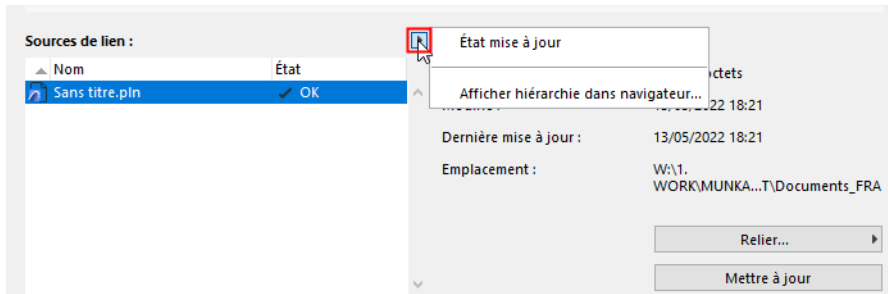 Sources de lien :
État mise à jour
Nom État
octets
Sans titre.pln OK
Afficher hiérarchie dans navigateur...
18:21
Dernière mise à jour : 13/05/2022 18:21
Emplacement : W:\1.
WORK\MUNKA...T\Documents_FRA
Relier...
Mettre à jour